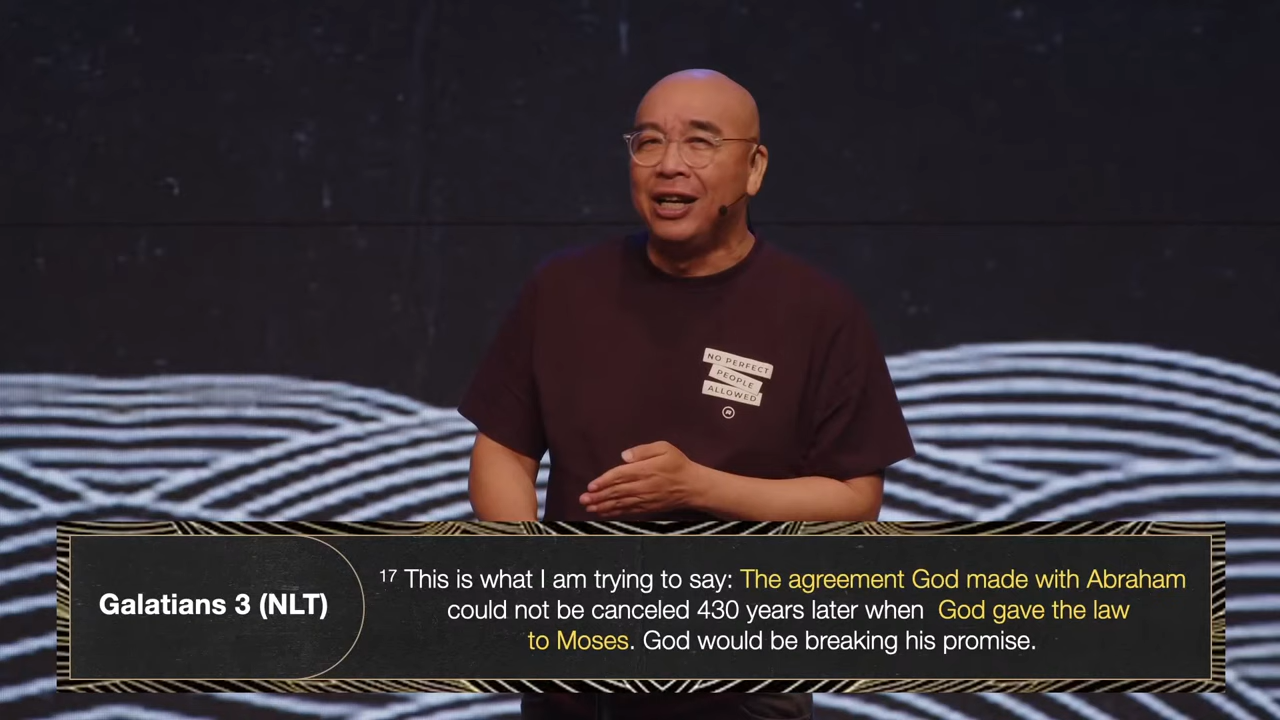 NO PERFECT
PEOPLE
ALLOWED
Galatians 3 (NLT)
17 This is what I am trying to say: The agreement God made with Abraham
could not be canceled 430 years later when God gave the law
to Moses. God would be breaking his promise.